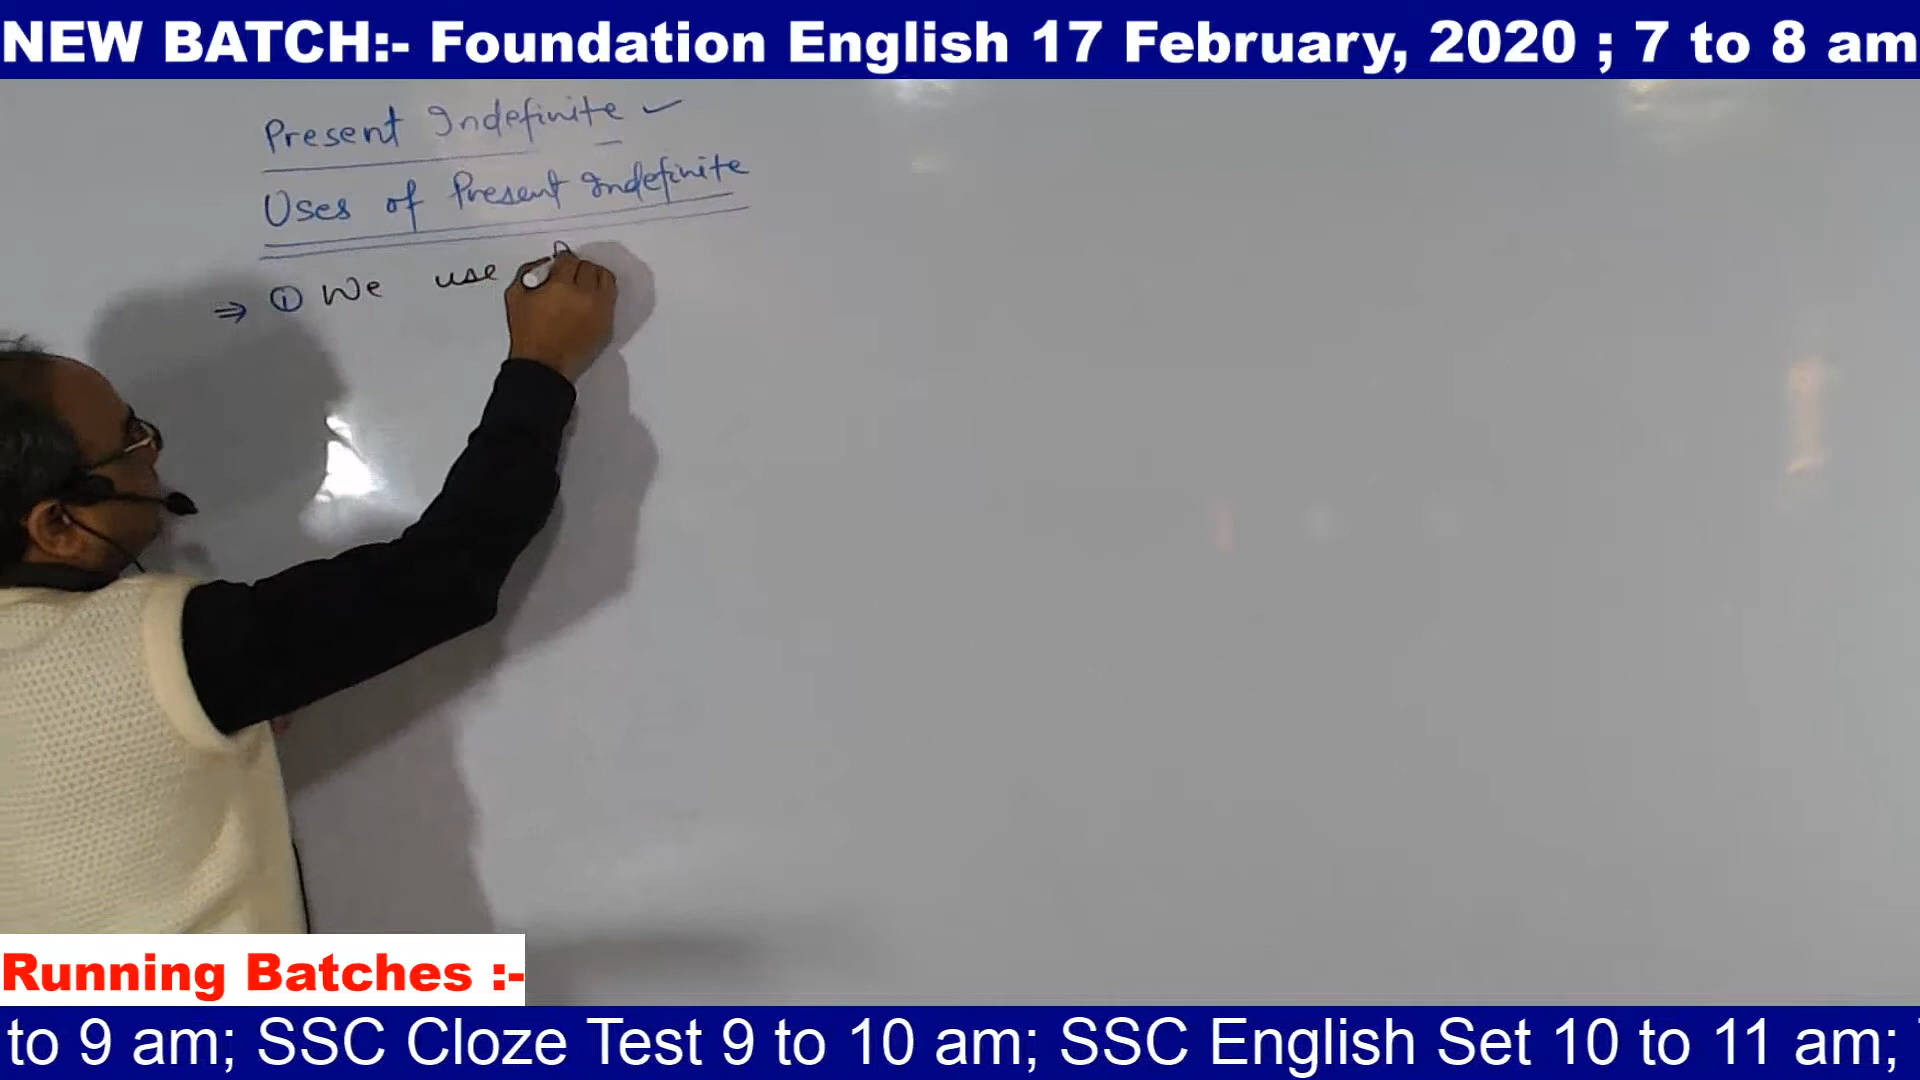 NEW BATCH:- Foundation English 17 February, 2020 ; 7 to 8 am
Present Indefinite ✓
Uses of Present Indefinite
⇒ ① We use
Running Batches :-
to 9 am; SSC Cloze Test 9 to 10 am; SSC English Set 10 to 11 am;